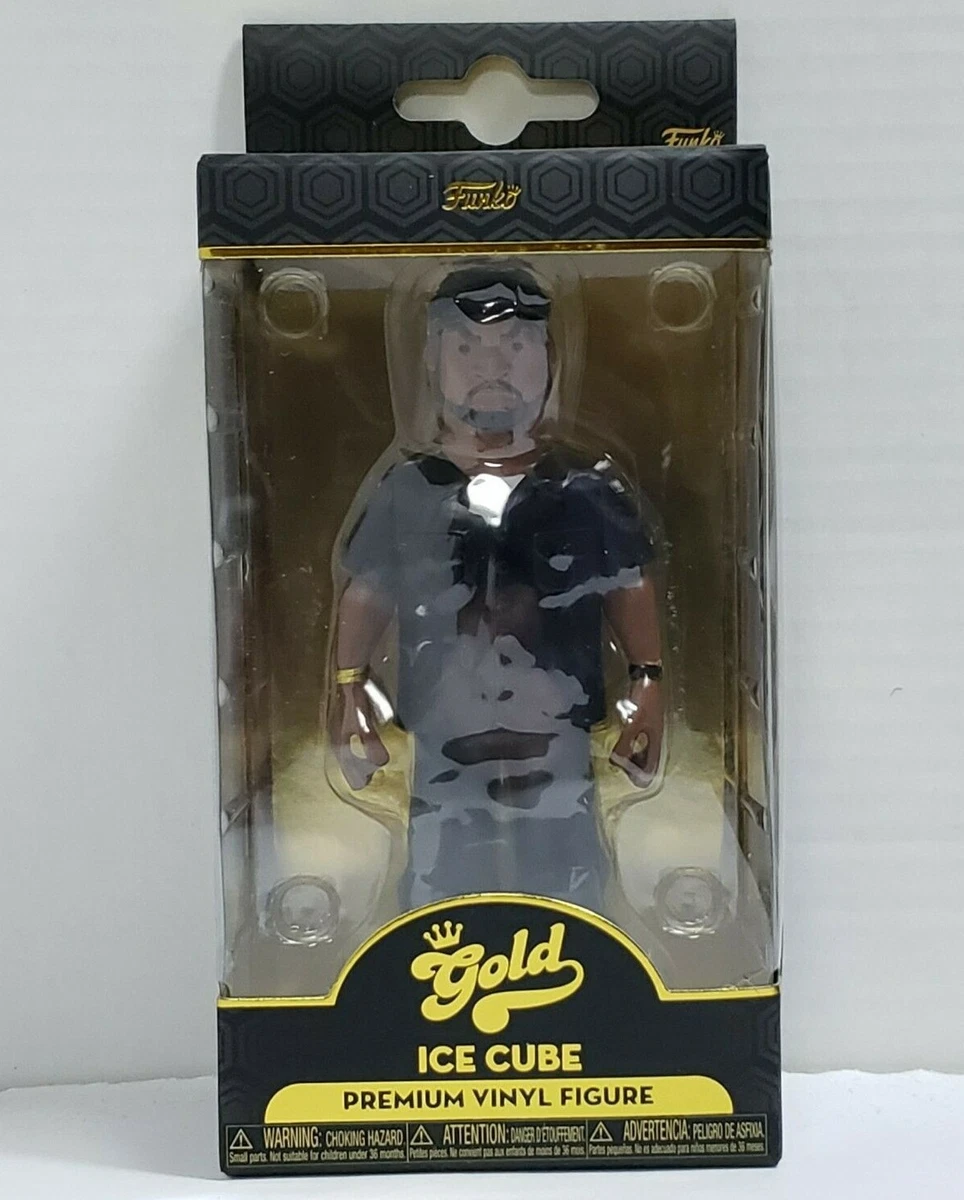 Funko
Funko
Gold
ICE CUBE
PREMIUM VINYL FIGURE
WARNING: CHOKING HAZARD.
Small parts. Not suitable for children under 36 months.
ATTENTION: DANGER D'ÉTOUFFEMENT.
Petites pièces. Ne convient pas aux enfants de moins de 36 mois.
ADVERTENCIA: PELIGRO DE ASFIXIA.
Partes pequeñas. No es adecuado para niños menores de 36 meses.